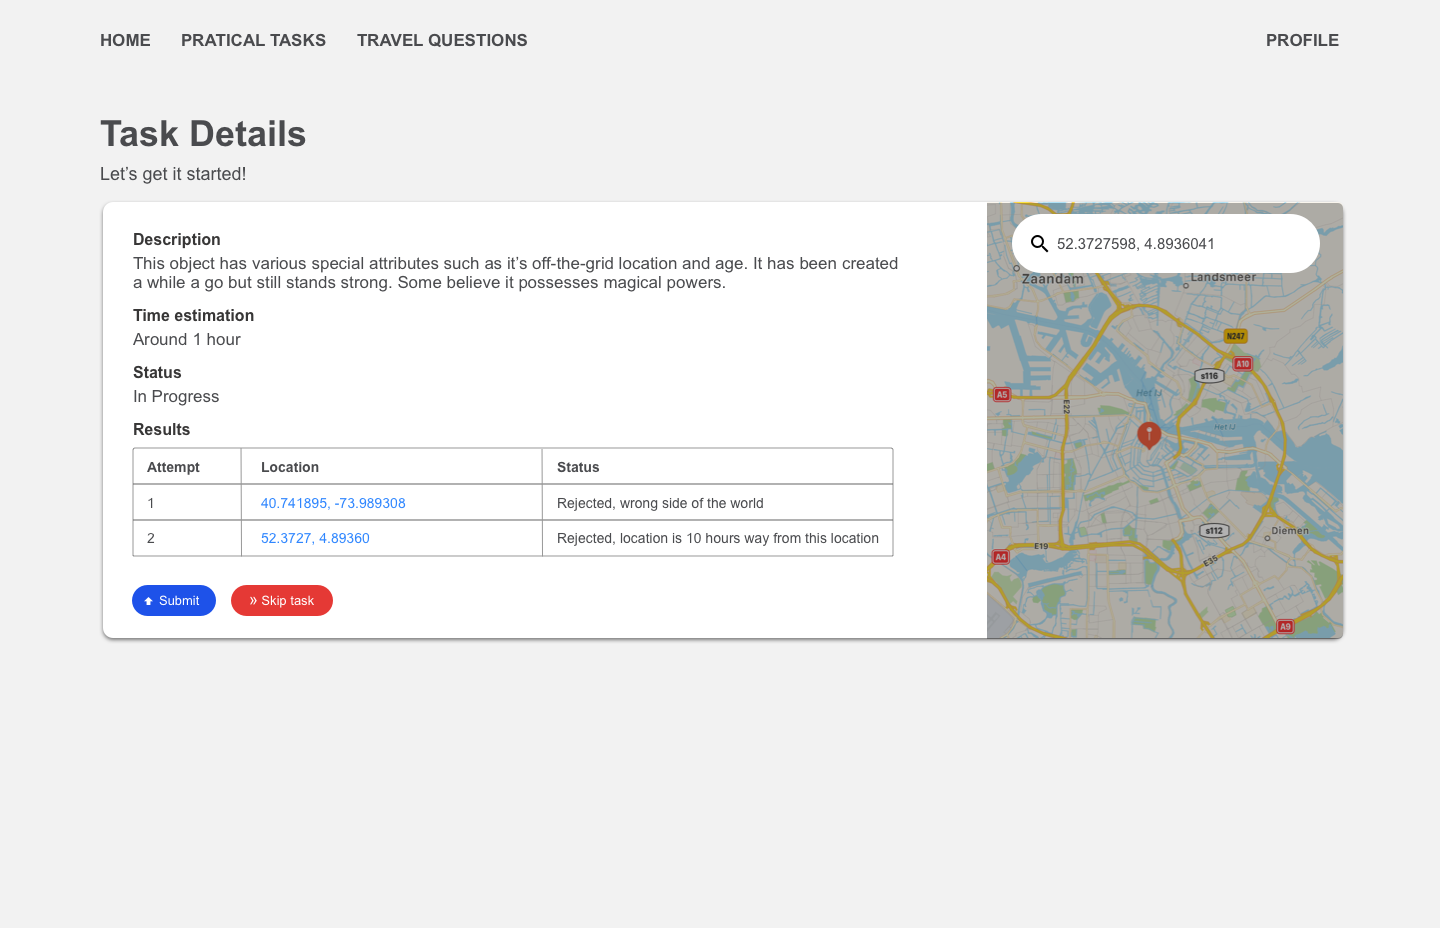 HOME PRATICAL TASKS TRAVEL QUESTIONS PROFILE
Task Details
Let’s get it started!
Description
This object has various special attributes such as it’s off-the-grid location and age. It has been created
a while a go but still stands strong. Some believe it possesses magical powers.
Time estimation
Around 1 hour
Status
In Progress
Results
Attempt Location Status
1 40.741895, -73.989308 Rejected, wrong side of the world
2 52.3727, 4.89360 Rejected, location is 10 hours way from this location
Submit » Skip task
52.3727598, 4.8936041
Zaandam
Landsmeer
N247
A10
s116
A5
Het IJ
E22
Het IJ
s112
Diemen
E19
A4
E35
A9